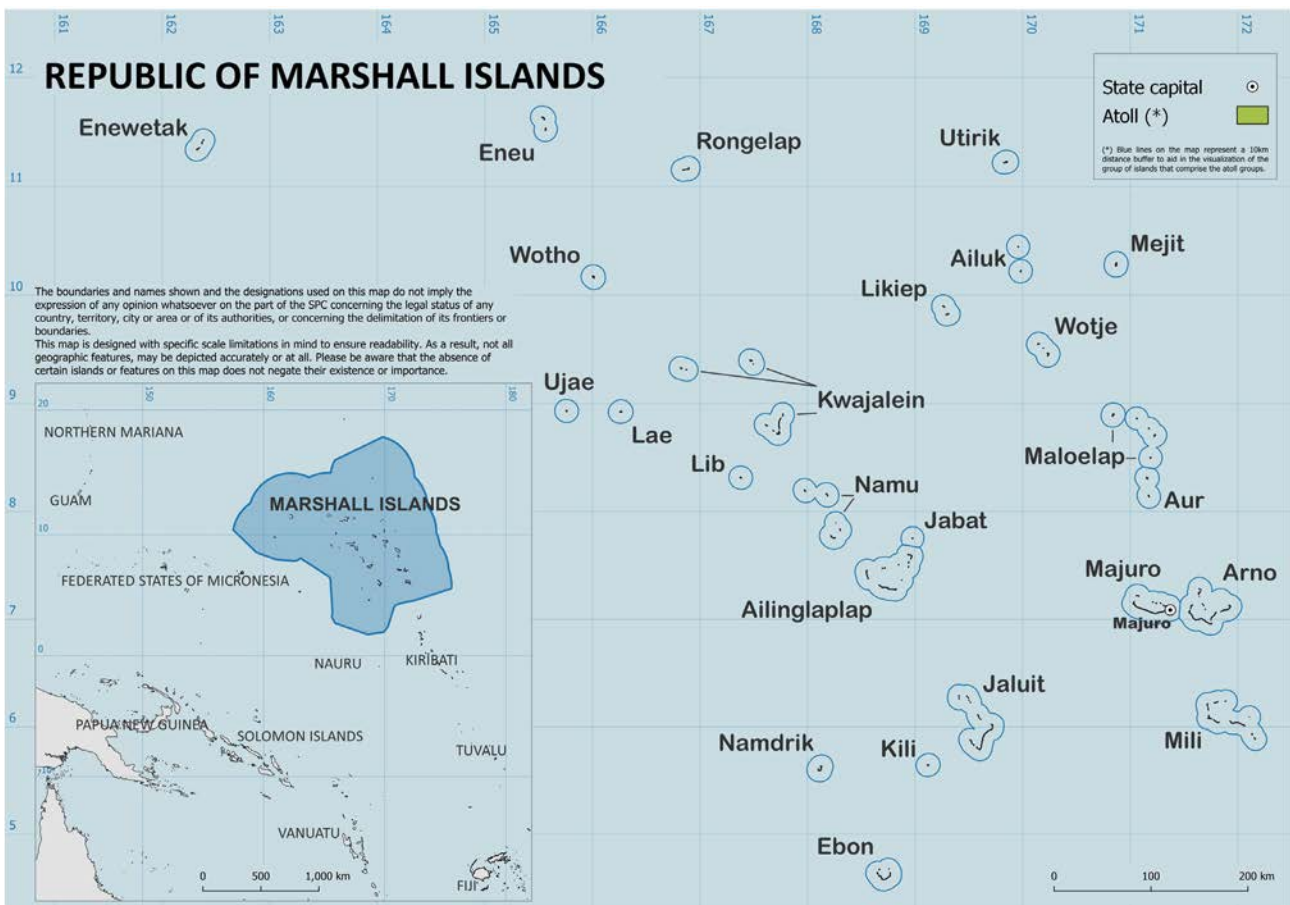 161 162 163 164 165 166 167 168 169 170 171 172
12
REPUBLIC OF MARSHALL ISLANDS
State capital
Atoll (*)
(*) Blue lines on the map represent a 10km
distance buffer to aid in the visualization of the
group of islands that comprise the atoll groups.
Enewetak
Eneu
Rongelap
Utirik
11
Wotho
Ailuk
Mejit
Likiep
10
The boundaries and names shown and the designations used on this map do not imply the
expression of any opinion whatsoever on the part of the SPC concerning the legal status of any
country, territory, city or area or of its authorities, or concerning the delimitation of its frontiers or
boundaries.
This map is designed with specific scale limitations in mind to ensure readability. As a result, not all
geographic features, may be depicted accurately or at all. Please be aware that the absence of
certain islands or features on this map does not negate their existence or importance.
Wotje
Ujae
Kwajalein
9
Lae
Lib
Maloelap
Namu
Aur
8
Jabat
Majuro
Arno
Ailinglaplap
Majuro
7
Jaluit
6
Namdrik
Kili
Mili
5
Ebon
0 100 200 km
150 160 170 180
20
NORTHERN MARIANA
GUAM
MARSHALL ISLANDS
10
FEDERATED STATES OF MICRONESIA
0
NAURU
KIRIBATI
PAPUA NEW GUINEA
SOLOMON ISLANDS
TUVALU
VANUATU
0 500 1,000 km
FIJI